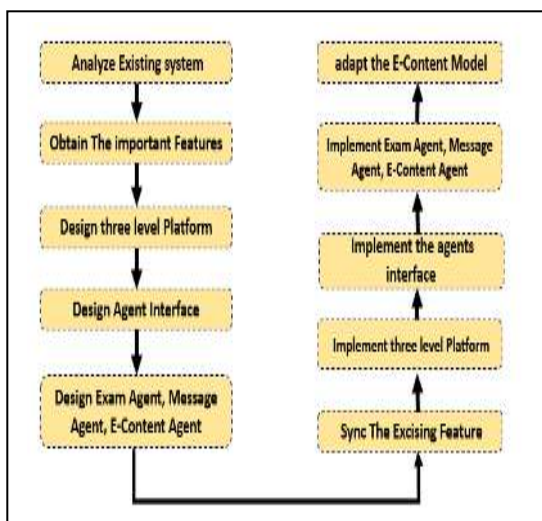 Analyze Existing system
Obtain The important Features
Design three level Platform
Design Agent Interface
Design Exam Agent, Message
Agent, E-Content Agent
Sync The Excising Feature
Implement three level Platform
Implement the agents
interface
Implement Exam Agent, Message
Agent, E-Content Agent
adapt the E-Content Model